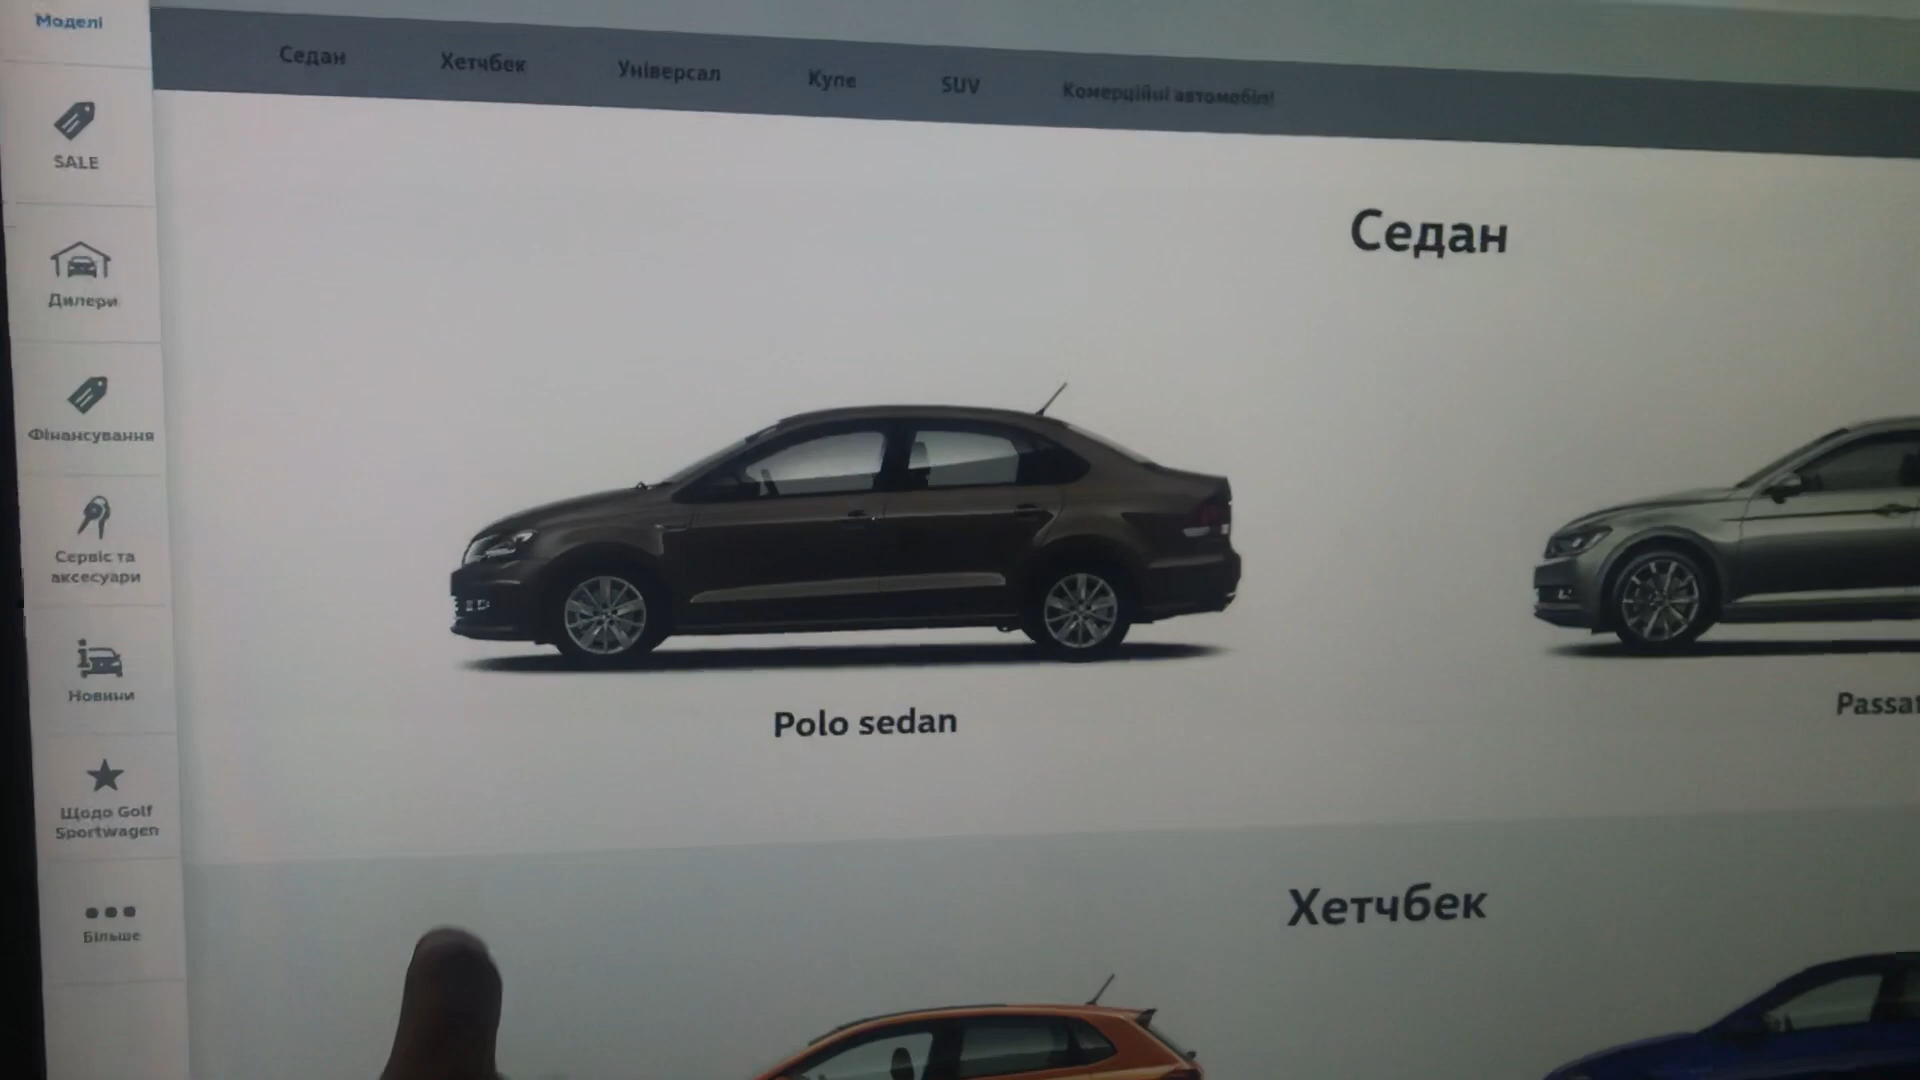 Моделі
Седан
Хетчбек
Універсал
Купе
SUV
Комерційні автомобілі
SALE
Дилери
Фінансування
Сервіс та
аксесуари
Новини
Щодо Golf
Sportwagen
Більше
Седан
Polo sedan
Passat
Хетчбек